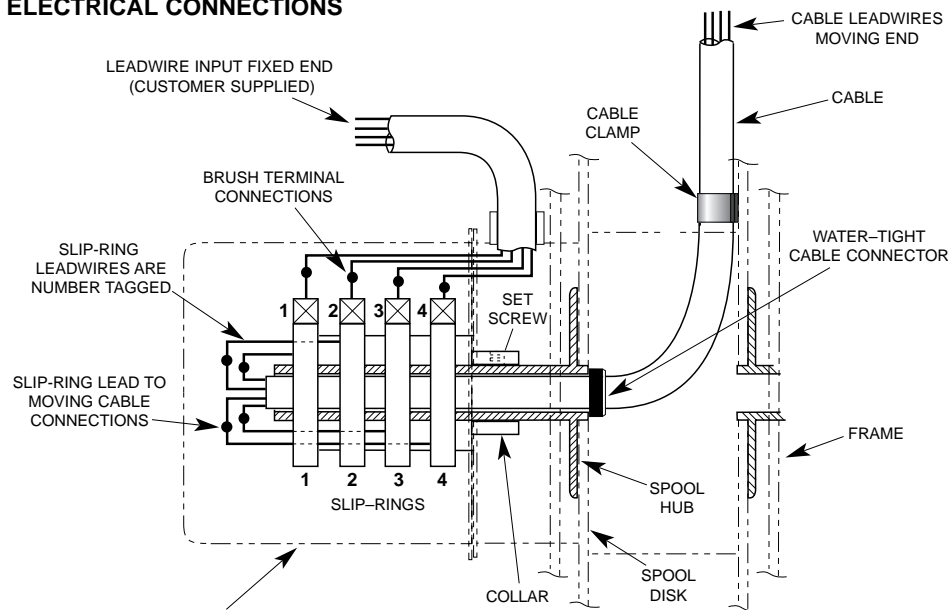 ELECTRICAL CONNECTIONS
CABLE LEADWIRES
MOVING END
LEADWIRE INPUT FIXED END
(CUSTOMER SUPPLIED)
CABLE
CABLE
CLAMP
BRUSH TERMINAL
CONNECTIONS
SLIP-RING
LEADWIRES ARE
NUMBER TAGGED
WATER–TIGHT
CABLE CONNECTOR
1 2 3 4
SET
SCREW
SLIP-RING LEAD TO
MOVING CABLE
CONNECTIONS
FRAME
1 2 3 4
SLIP–RINGS
SPOOL
HUB
SPOOL
DISK
COLLAR